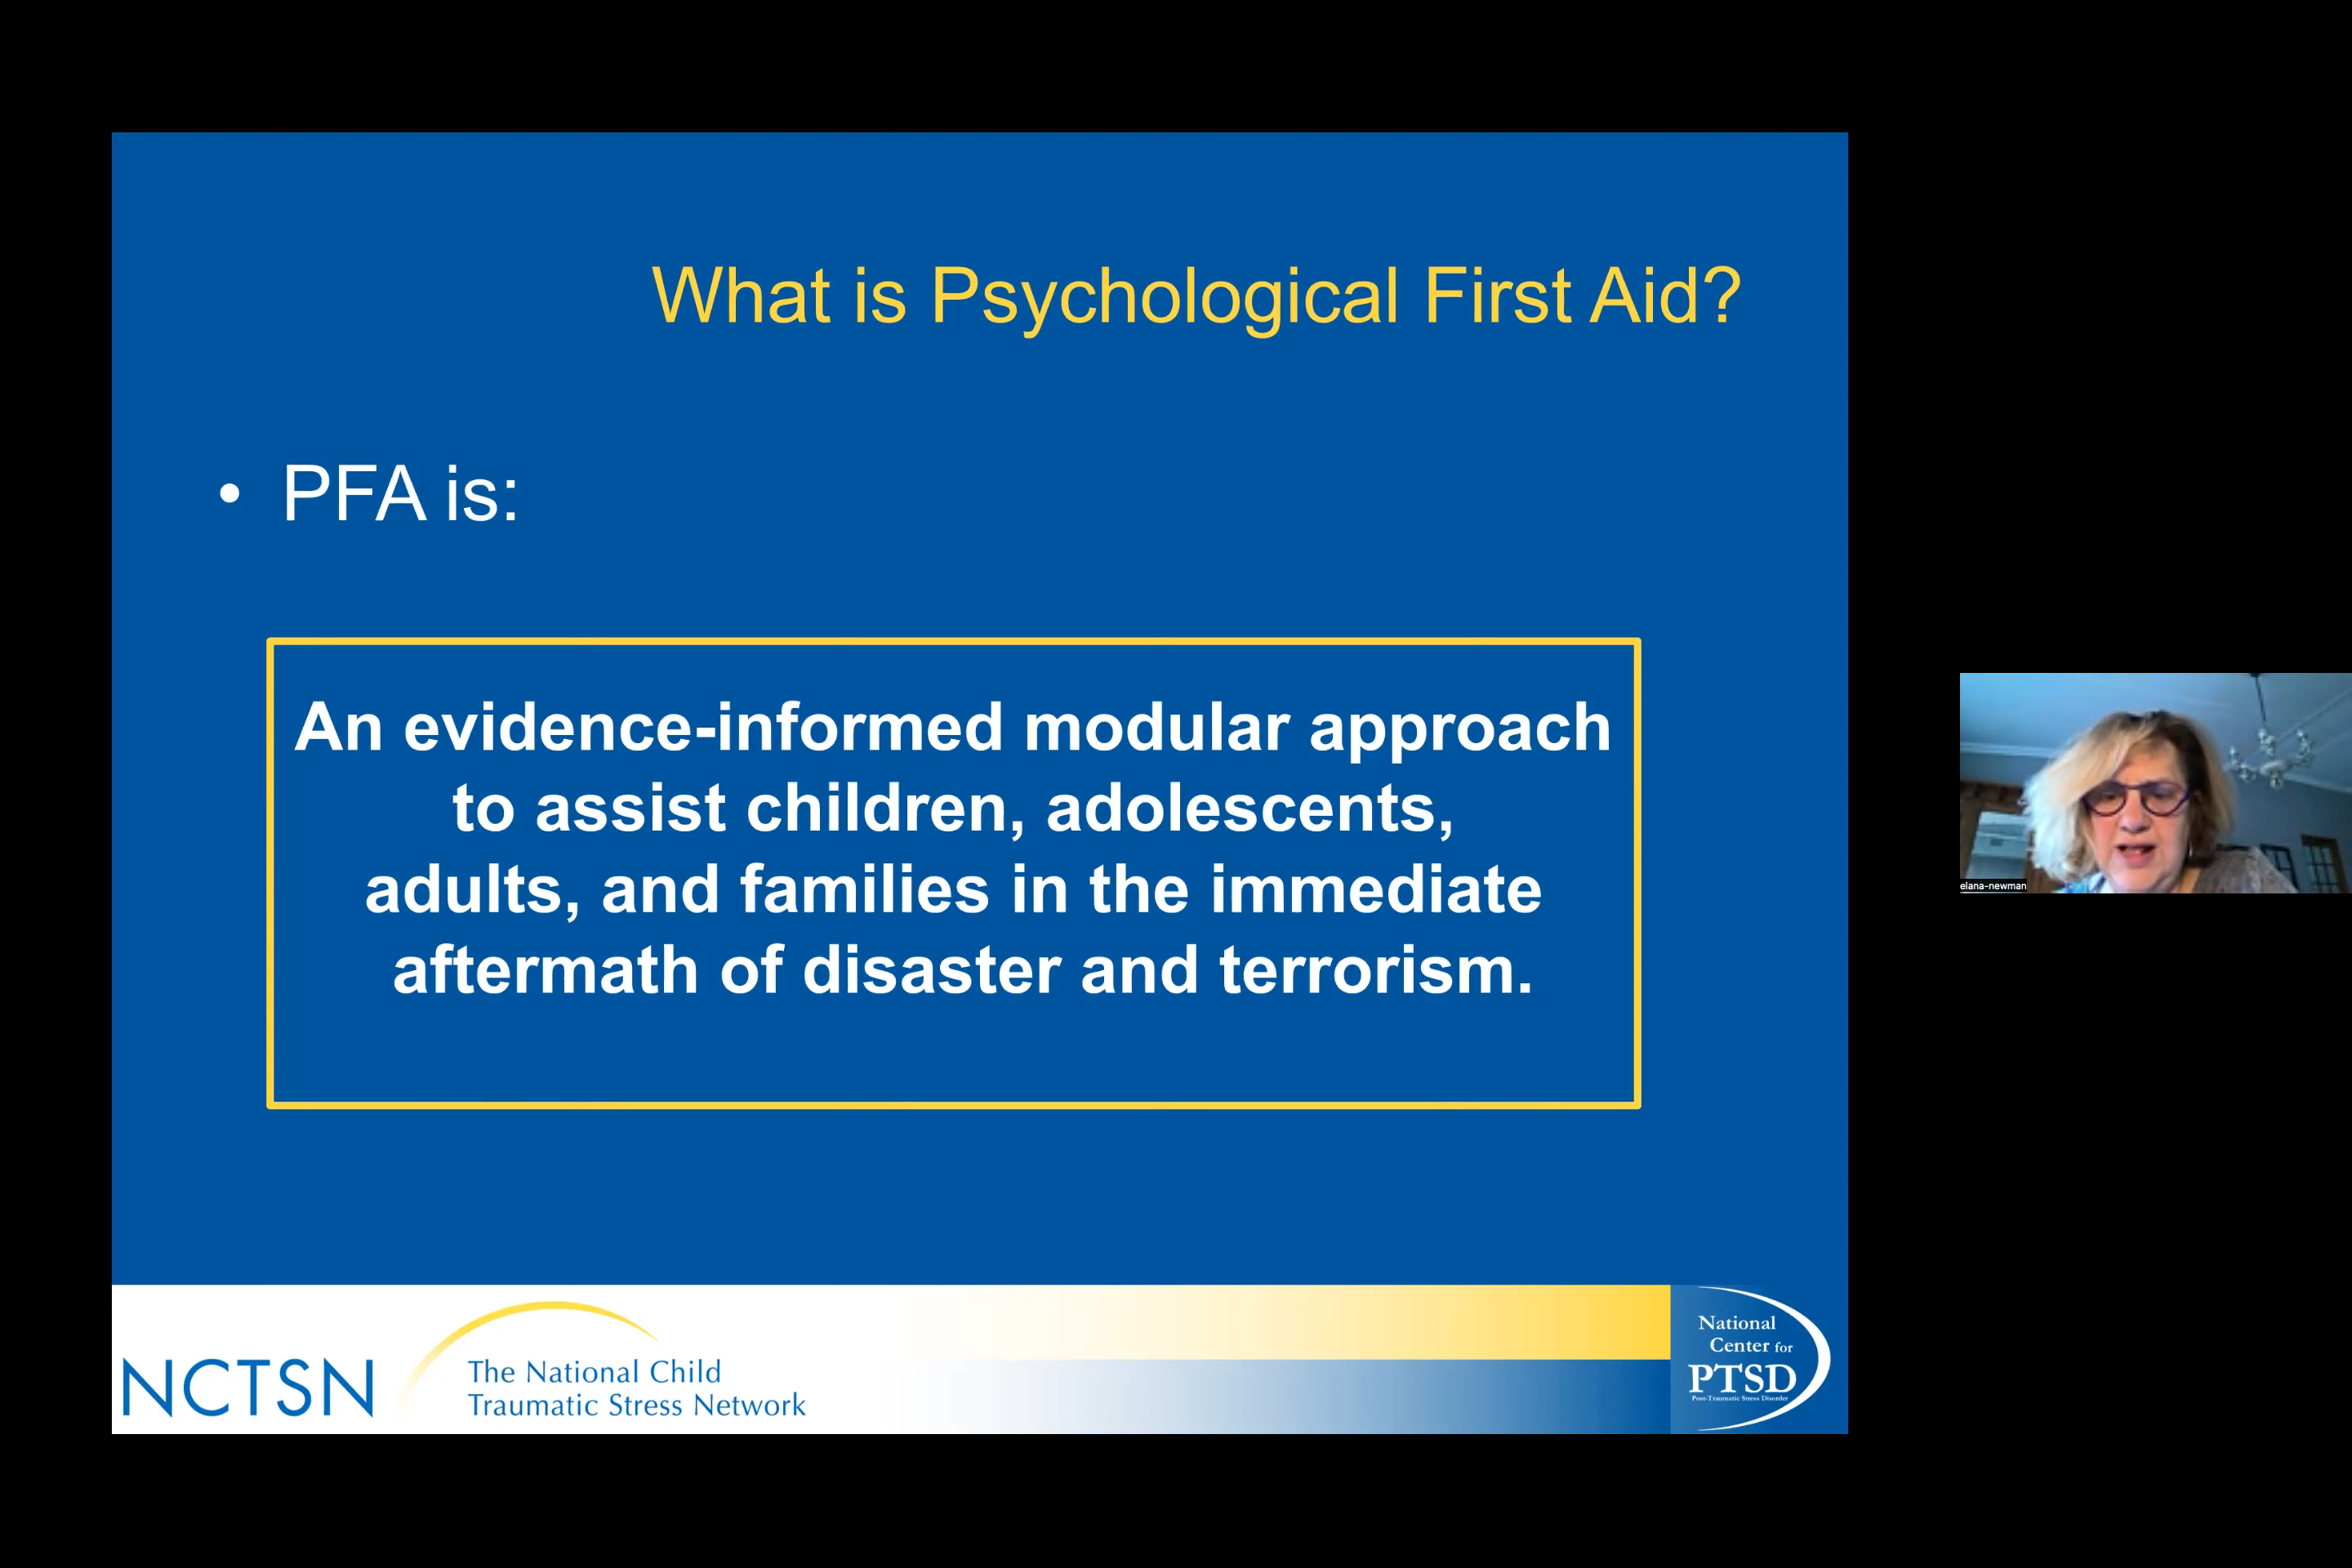 What is Psychological First Aid?
• PFA is:
An evidence-informed modular approach
to assist children, adolescents,
adults, and families in the immediate
aftermath of disaster and terrorism.
elana-newman
NCTSN
The National Child
Traumatic Stress Network
National
Center for
PTSD
Post-Traumatic Stress Disorder